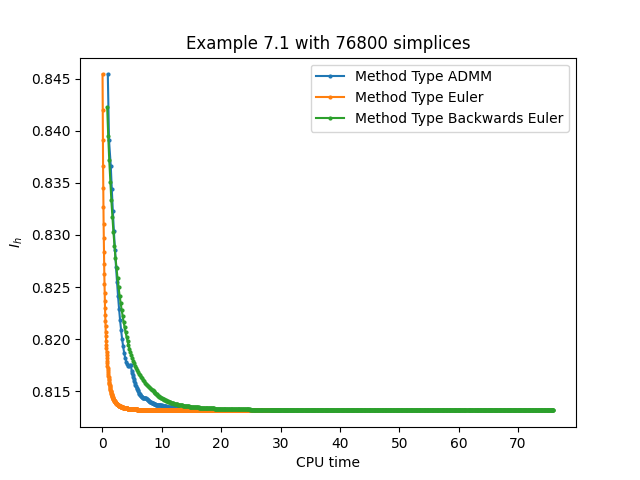 Example 7.1 with 76800 simplices
Method Type ADMM
Method Type Euler
Method Type Backwards Euler
0.845
0.840
0.835
0.830
0.825
0.820
0.815
I_h
0 10 20 30 40 50 60 70
CPU time